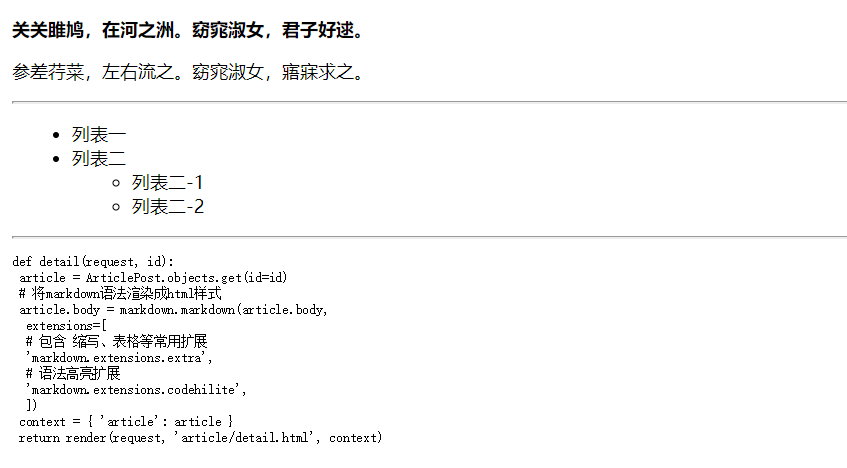 关关雎鸠，在河之洲。窈窕淑女，君子好逑。
参差荇菜，左右流之。窈窕淑女，寤寐求之。
列表一
列表二
列表二-1
列表二-2
def detail(request, id):
article = ArticlePost.objects.get(id=id)
# 将markdown语法渲染成html样式
article.body = markdown.markdown(article.body,
extensions=[
# 包含 缩写、表格等常用扩展
'markdown.extensions.extra',
# 语法高亮扩展
'markdown.extensions.codehilite',
])
context = { 'article': article }
return render(request, 'article/detail.html', context)